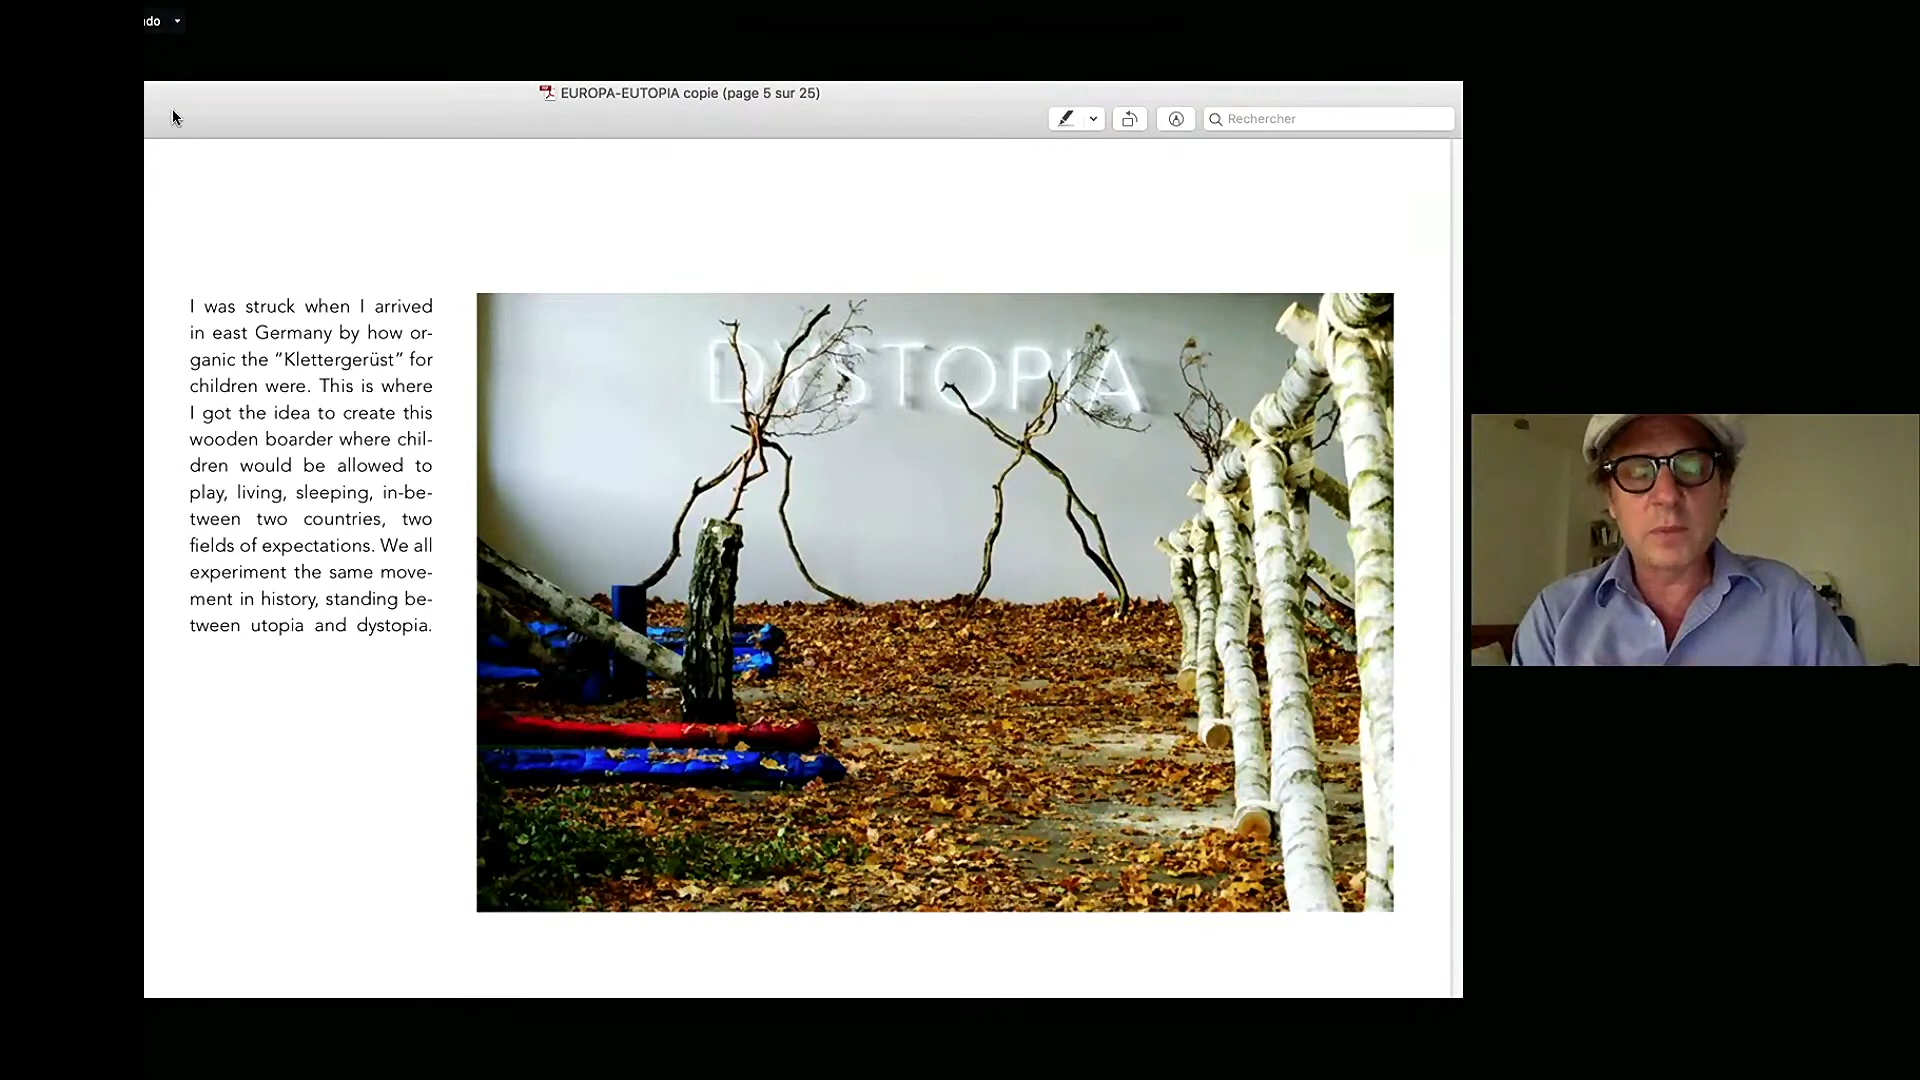 EUROPA-EUTOPIA copie (page 5 sur 25)
Rechercher
I was struck when I arrived
in east Germany by how or-
ganic the “Klettergerüst” for
children were. This is where
I got the idea to create this
wooden boarder where chil-
dren would be allowed to
play, living, sleeping, in-be-
tween two countries, two
fields of expectations. We all
experiment the same move-
ment in history, standing be-
tween utopia and dystopia.
DYSTOPIA